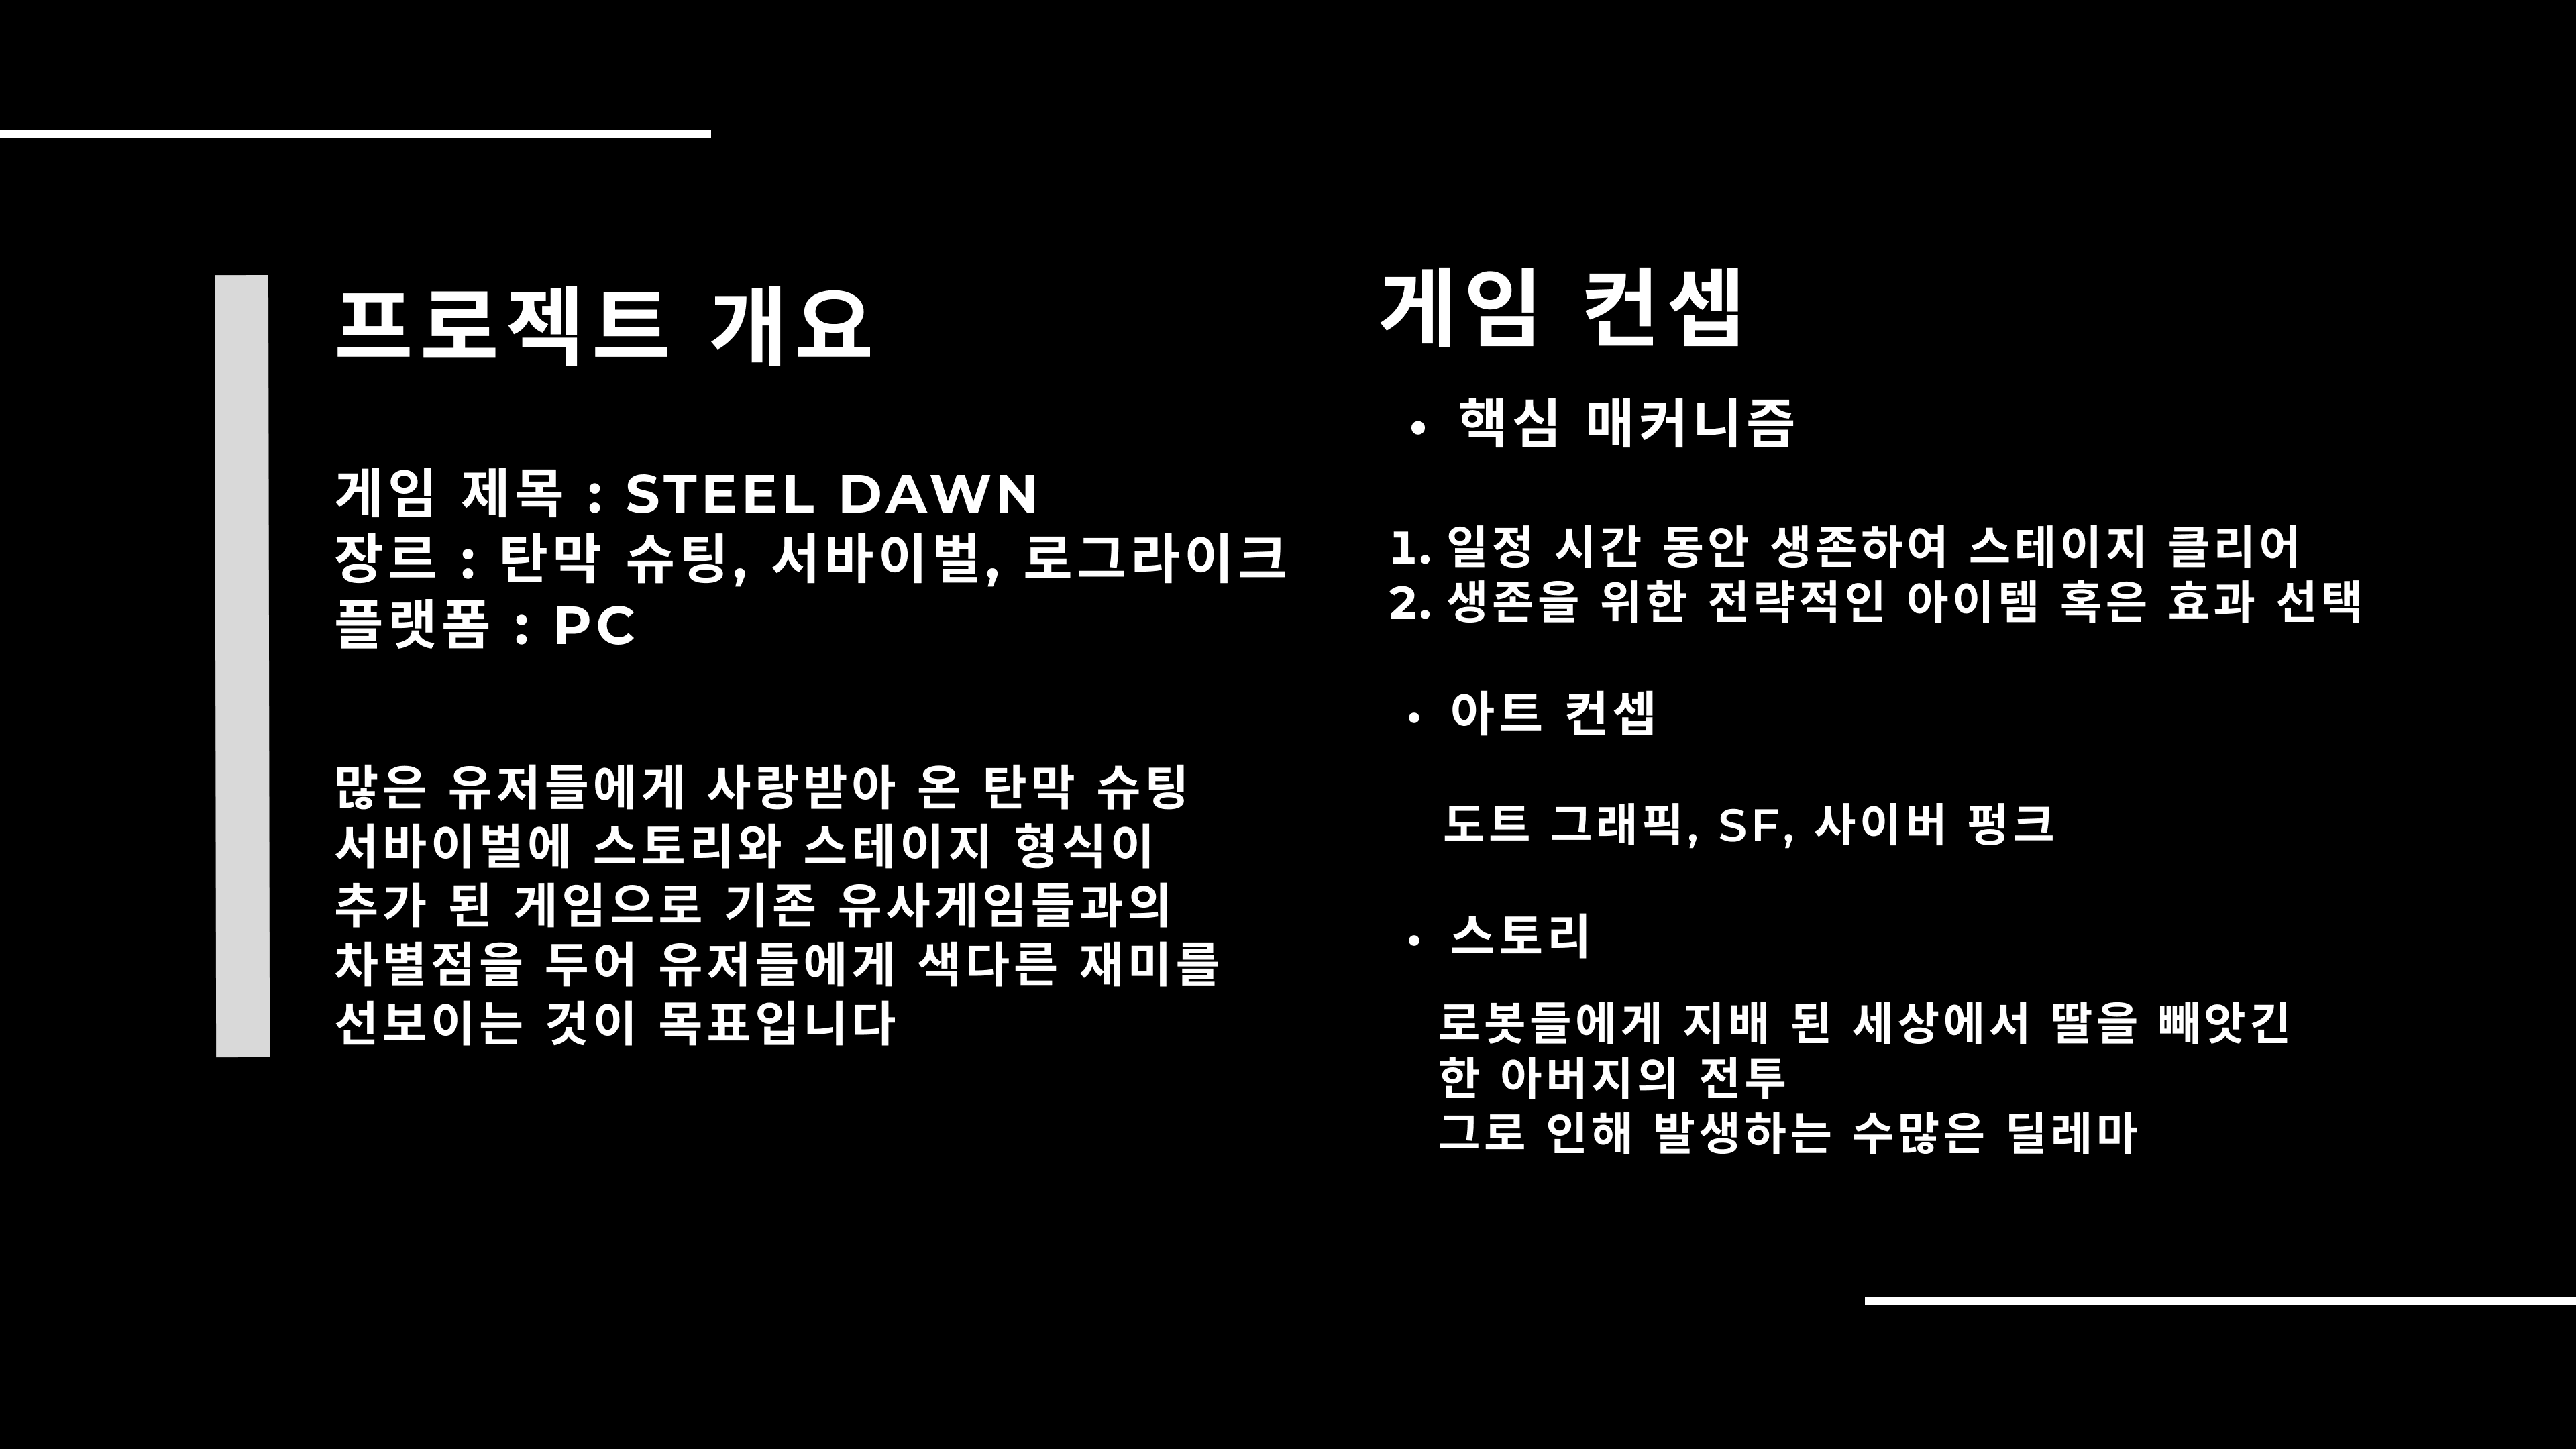 프로젝트 개요
게임 제목 : STEEL DAWN
장르 : 탄막 슈팅, 서바이벌, 로그라이크
플랫폼 : PC
많은 유저들에게 사랑받아 온 탄막 슈팅
서바이벌에 스토리와 스테이지 형식이
추가 된 게임으로 기존 유사게임들과의
차별점을 두어 유저들에게 색다른 재미를
선보이는 것이 목표입니다
게임 컨셉
• 핵심 매커니즘
1. 일정 시간 동안 생존하여 스테이지 클리어
2. 생존을 위한 전략적인 아이템 혹은 효과 선택
• 아트 컨셉
도트 그래픽, SF, 사이버 펑크
• 스토리
로봇들에게 지배 된 세상에서 딸을 빼앗긴
한 아버지의 전투
그로 인해 발생하는 수많은 딜레마